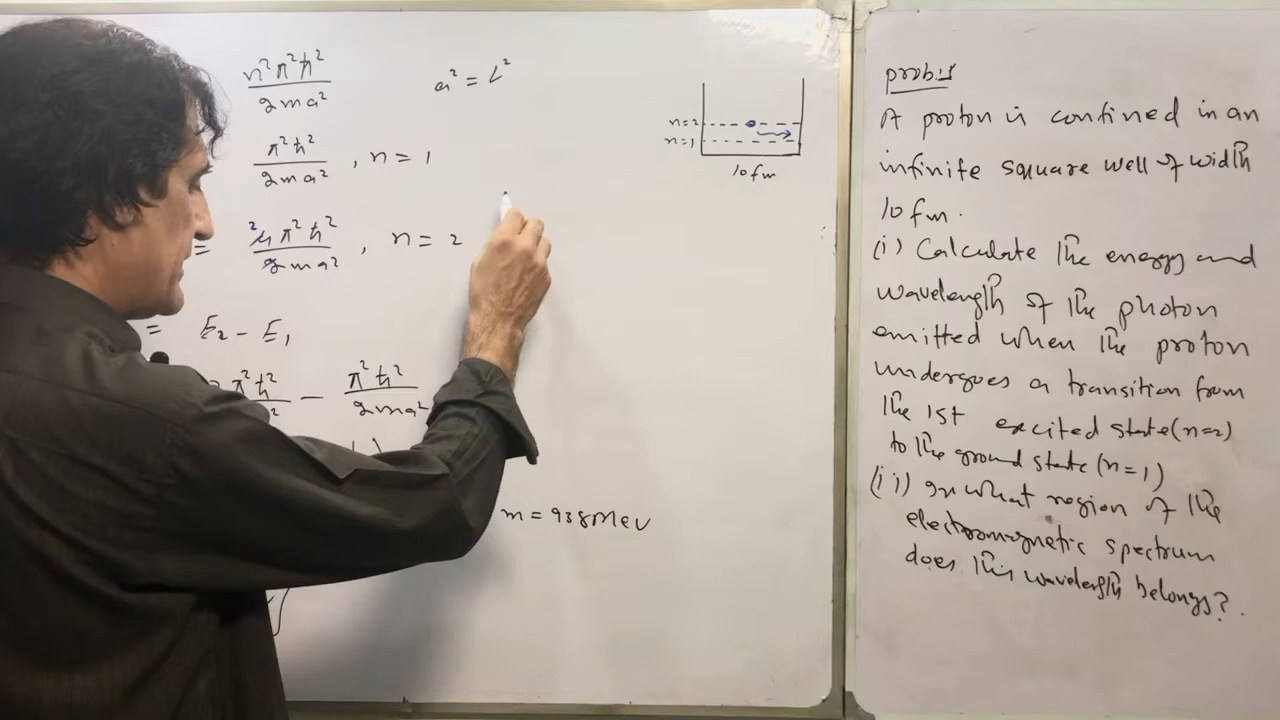 n²π²ħ²
2ma²
a² = L²
π²ħ²
2ma² , n = 1
= ²4π²ħ²
2ma² , n = 2
= E₂ - E₁
π²ħ² - π²ħ²
2ma²
m = 938MeV
n=2
n=1
10fm
prob:
A proton is confined in an
infinite square well of width
10fm.
(i) Calculate the energy and
wavelength of the photon
emitted when the proton
undergoes a transition from
the 1st excited state(n=2)
to the ground state(n=1)
(ii) In what region of the
electromagnetic spectrum
does this wavelength belongs?.